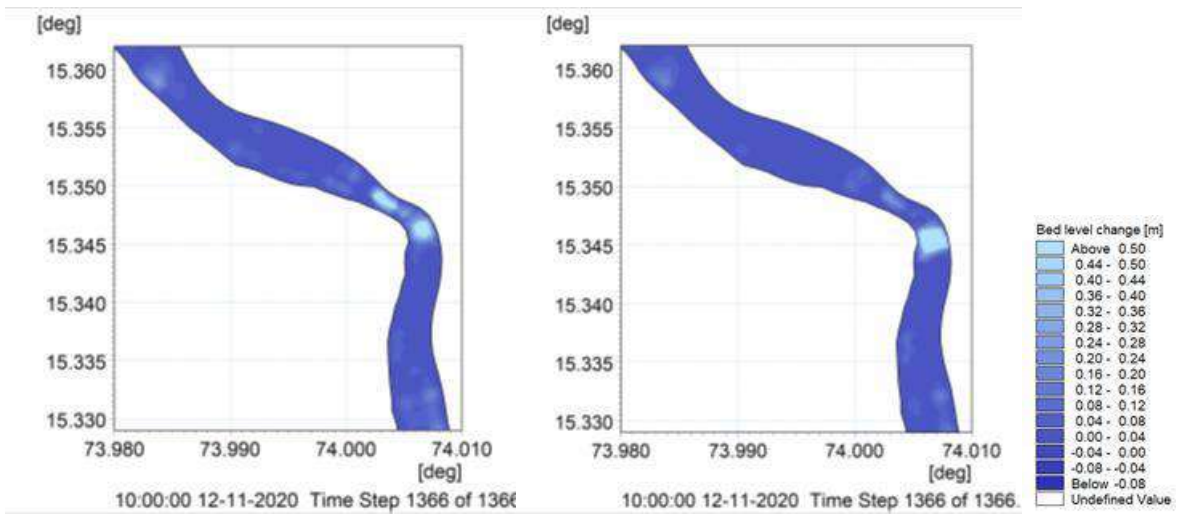 [deg]
15.360
15.355
15.350
15.345
15.340
15.335
15.330
73.980 73.990 74.000 74.010
[deg]
10:00:00 12-11-2020 Time Step 1366 of 1366
[deg]
15.360
15.355
15.350
15.345
15.340
15.335
15.330
73.980 73.990 74.000 74.010
[deg]
10:00:00 12-11-2020 Time Step 1366 of 1366.
Bed level change [m]
Above 0.50
0.44 - 0.50
0.40 - 0.44
0.36 - 0.40
0.32 - 0.36
0.28 - 0.32
0.24 - 0.28
0.20 - 0.24
0.16 - 0.20
0.12 - 0.16
0.08 - 0.12
0.04 - 0.08
0.00 - 0.04
-0.04 - 0.00
-0.08 - -0.04
Below -0.08
Undefined Value